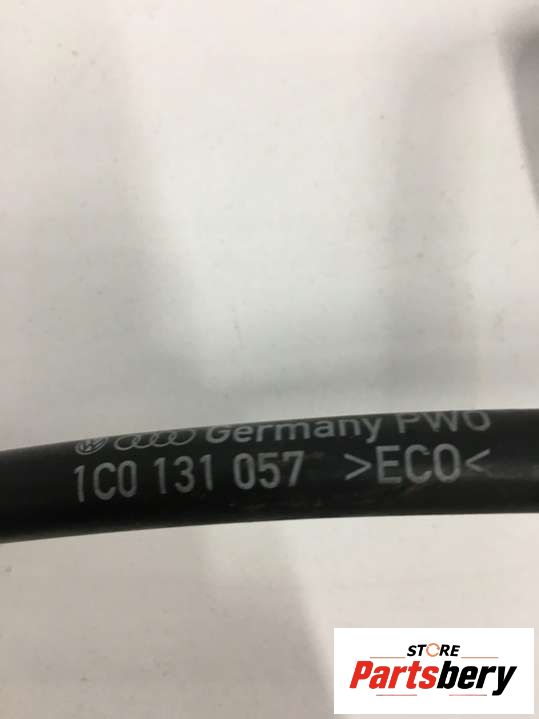 Germany PWO
1C0 131 057 >ECO<
STORE
Partsbery